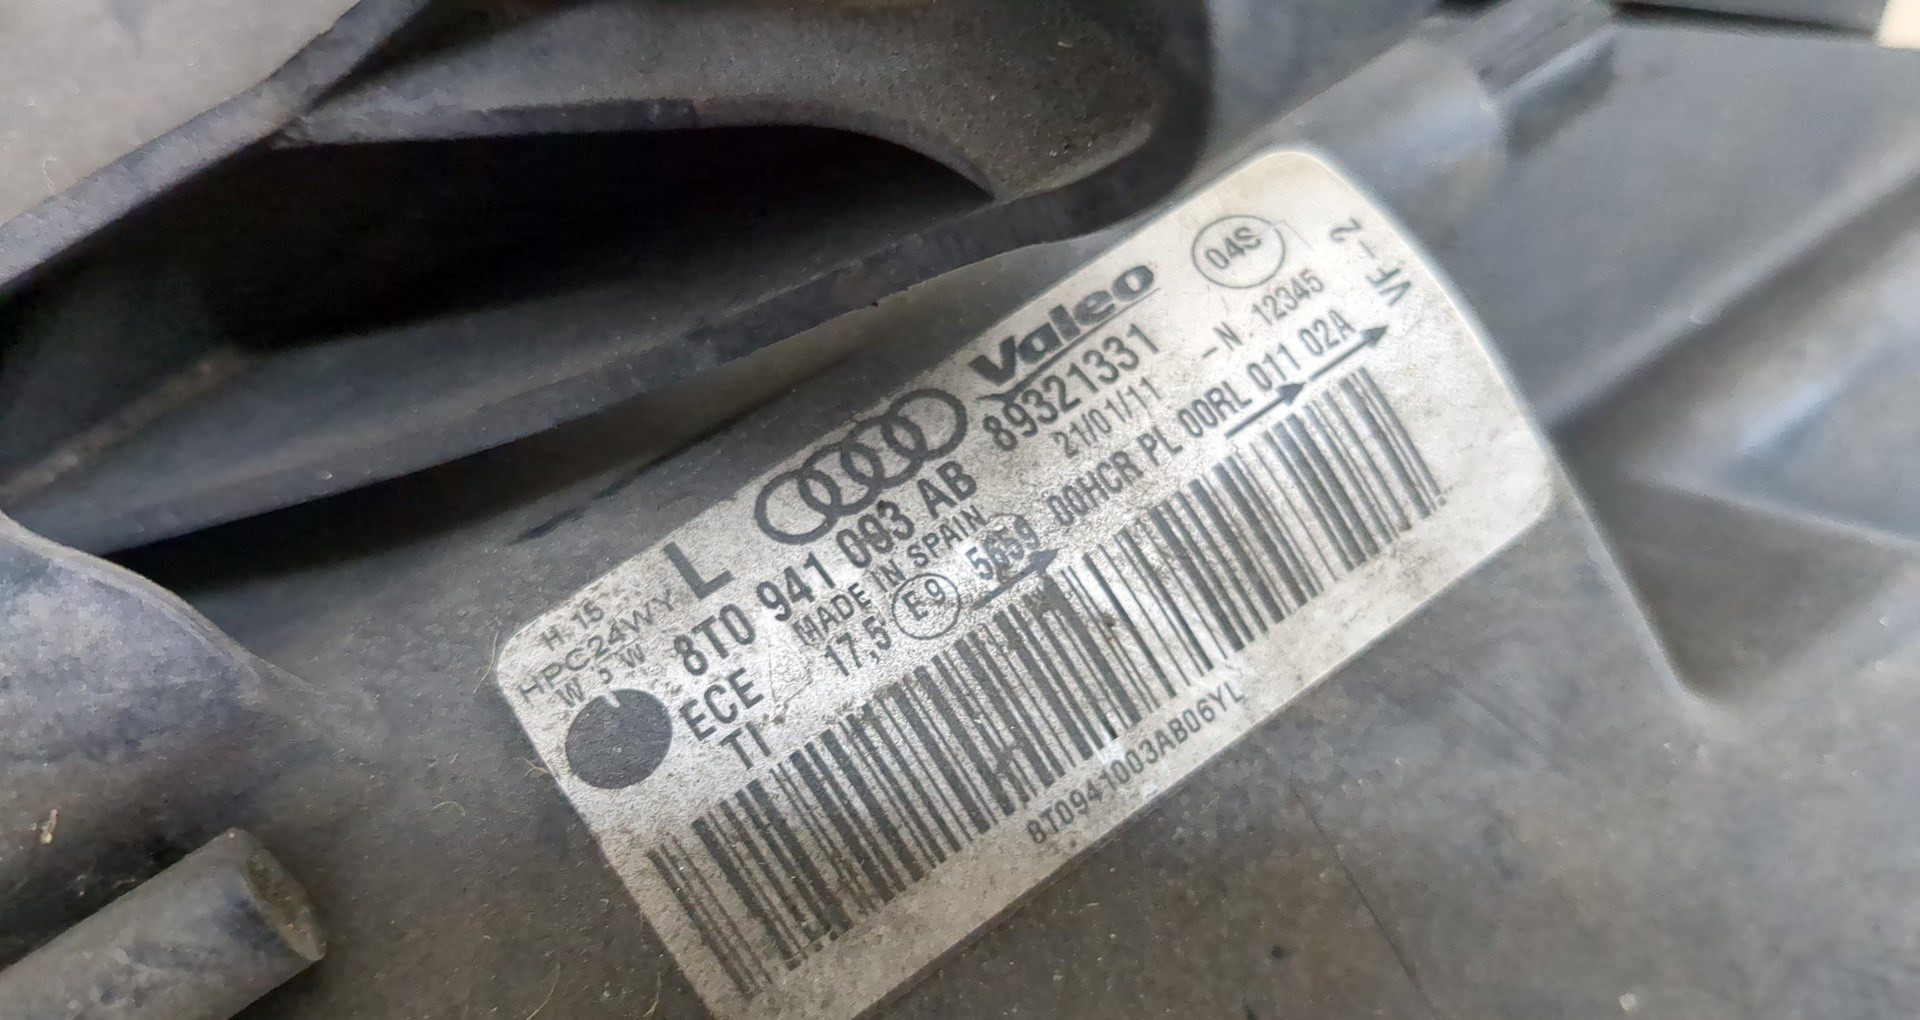 H 15
HPC24WY
W 5 W
L
Valeo
04S
VF-2
8T0 941 003 AB
89321331
-N 12345
MADE IN SPAIN
21/01/11
ECE
17,5
E9
00HCR PL 00RL 011 02A
TI
8T0941003AB06YL